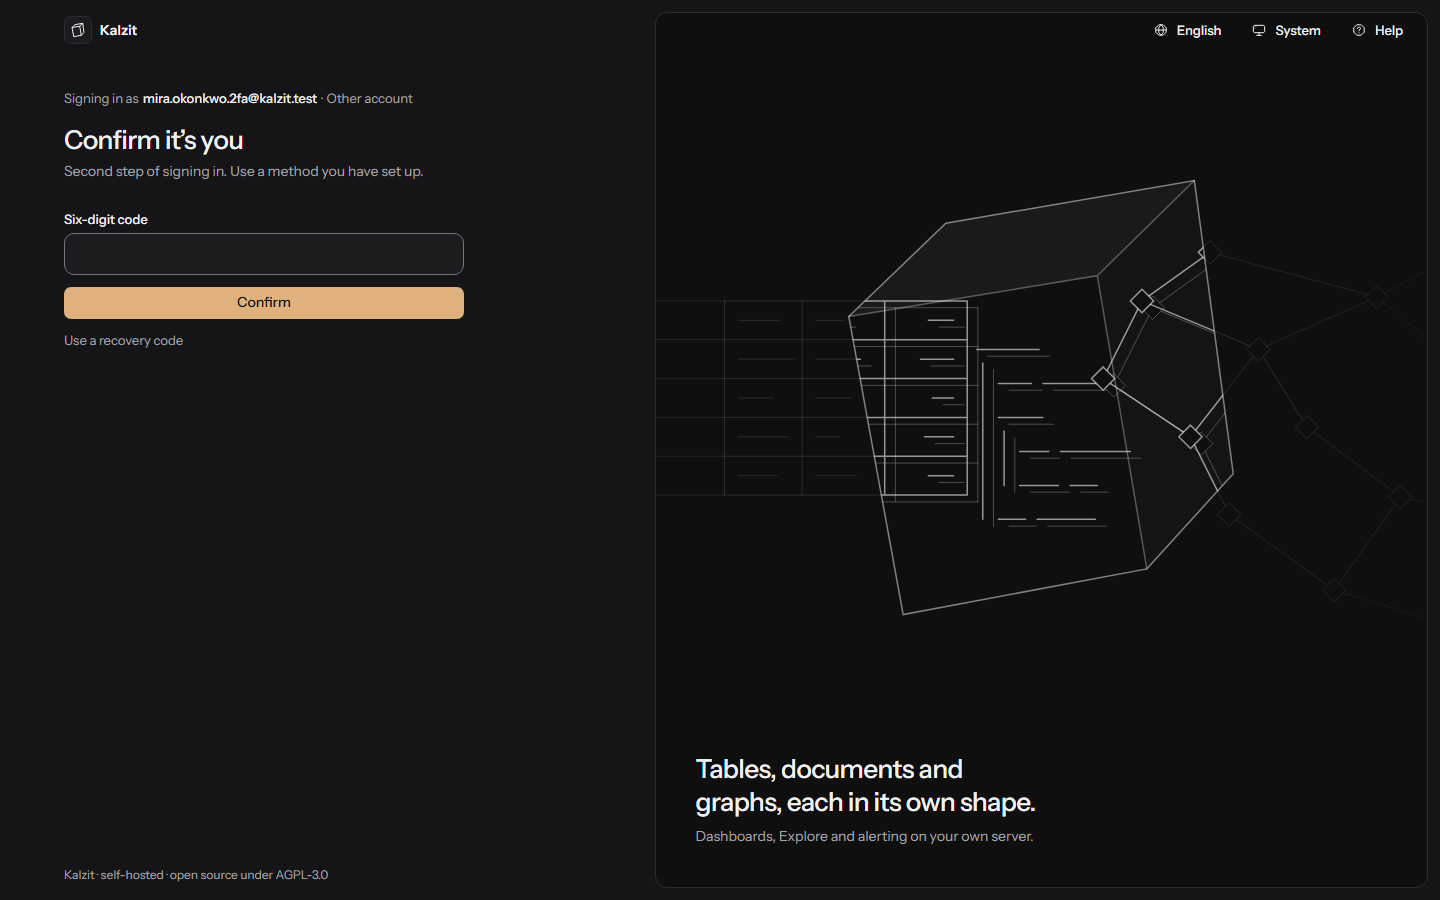 Kalzit
English
System
Help
Signing in as mira.okonkwo.2fa@kalzit.test · Other account
Confirm it’s you
Second step of signing in. Use a method you have set up.
Six-digit code
Confirm
Use a recovery code
Tables, documents and
graphs, each in its own shape.
Dashboards, Explore and alerting on your own server.
Kalzit · self-hosted · open source under AGPL-3.0